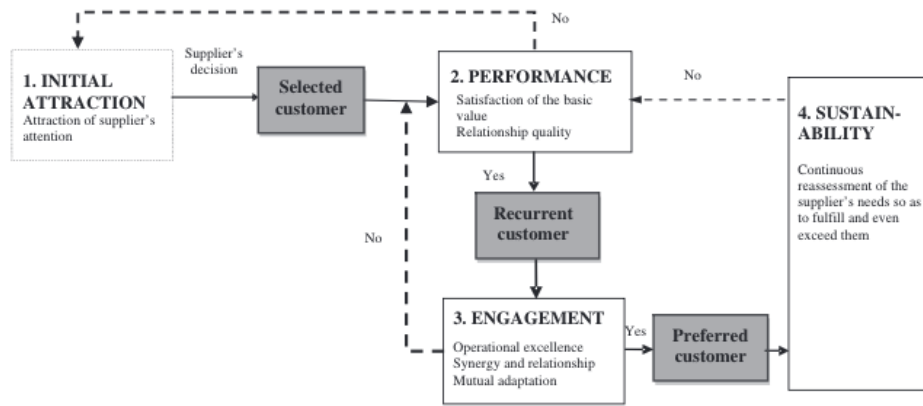 No
Supplier's
decision
1. INITIAL
ATTRACTION
Attraction of supplier's
attention
Selected
customer
2. PERFORMANCE
Satisfaction of the basic
value
Relationship quality
No
4. SUSTAIN-
ABILITY
Continuous
reassessment of the
supplier's needs so as
to fulfill and even
exceed them
Yes
Recurrent
customer
No
3. ENGAGEMENT
Operational excellence
Synergy and relationship
Mutual adaptation
Yes
Preferred
customer